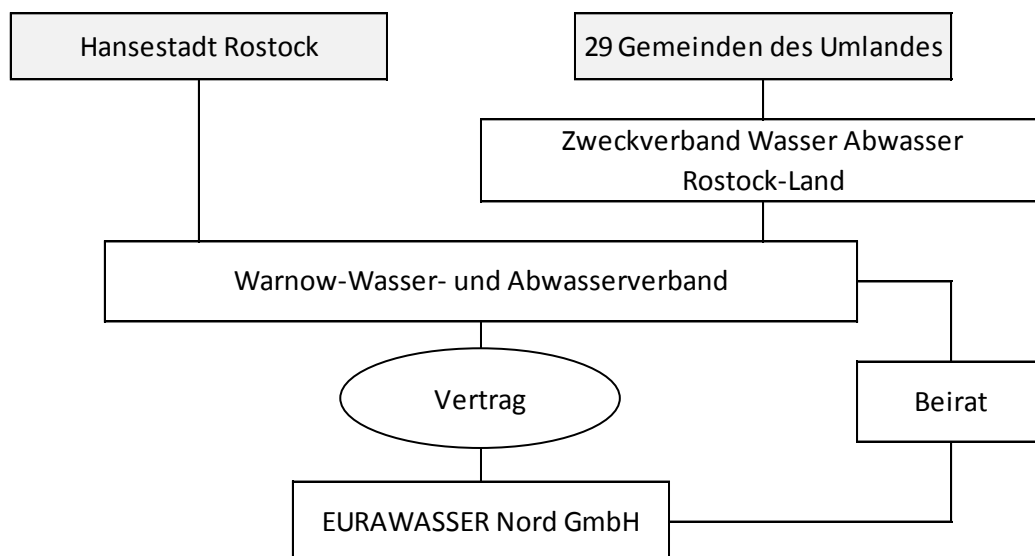 Hansestadt Rostock
29 Gemeinden des Umlandes
Zweckverband Wasser Abwasser
Rostock-Land
Warnow-Wasser- und Abwasserverband
Vertrag
Beirat
EURAWASSER Nord GmbH